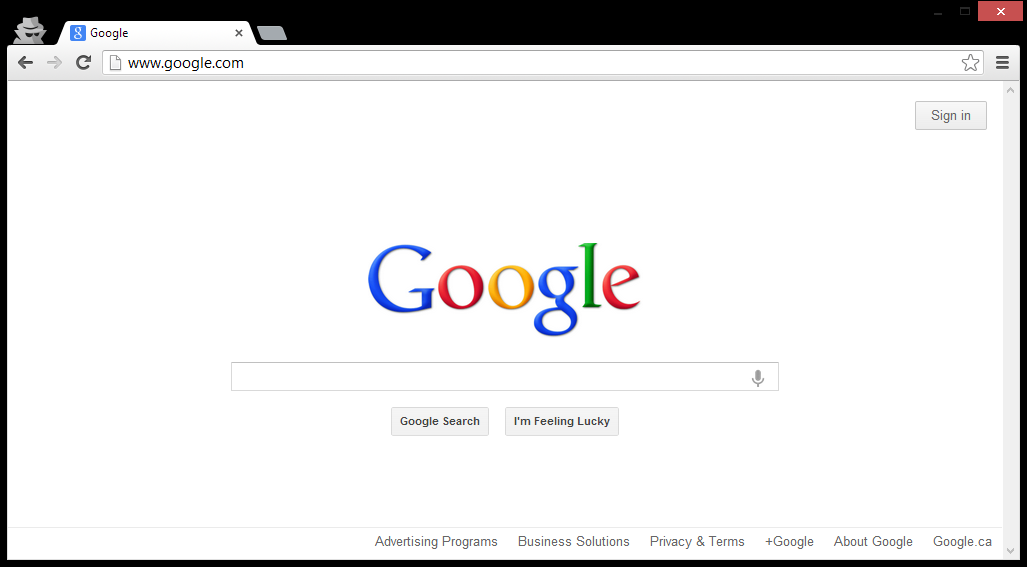 Google
www.google.com
Sign in
Google
Google Search I'm Feeling Lucky
Advertising Programs Business Solutions Privacy & Terms +Google About Google Google.ca